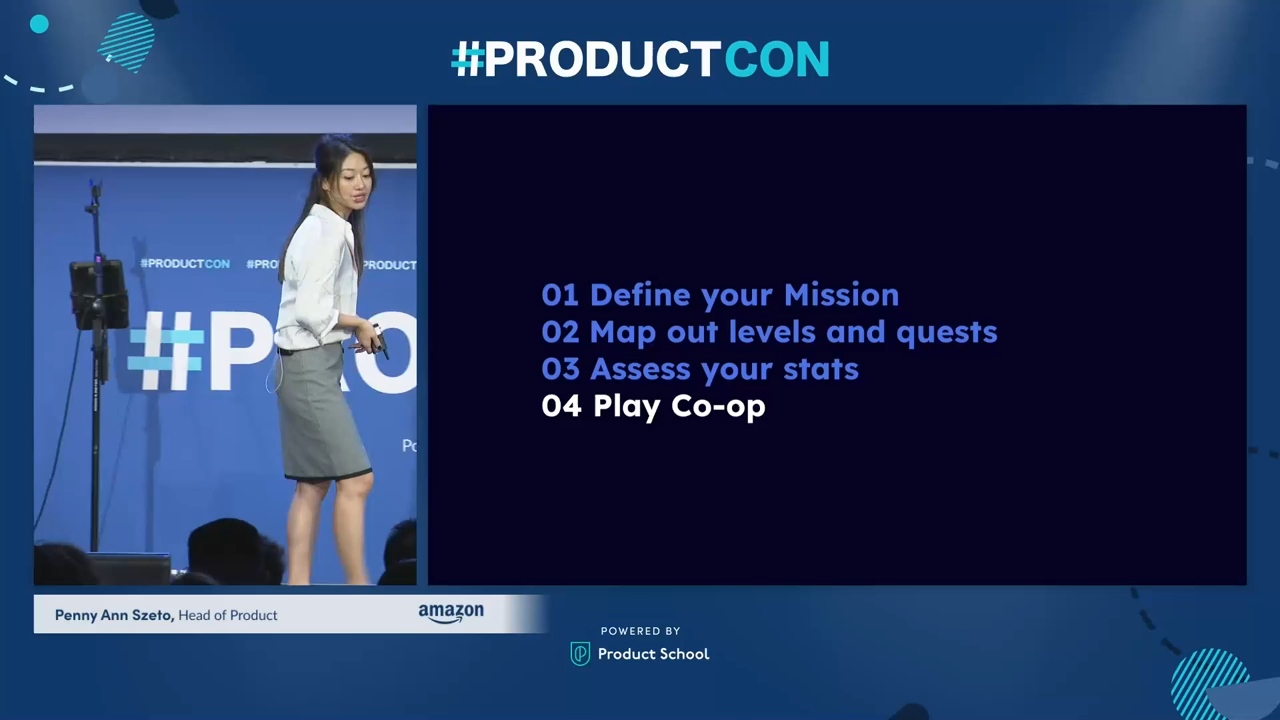 #PRODUCTCON
#PRODUCTCON #PRO PRODUCT
#PRO
Po
01 Define your Mission
02 Map out levels and quests
03 Assess your stats
04 Play Co-op
Penny Ann Szeto, Head of Product
amazon
POWERED BY
Product School